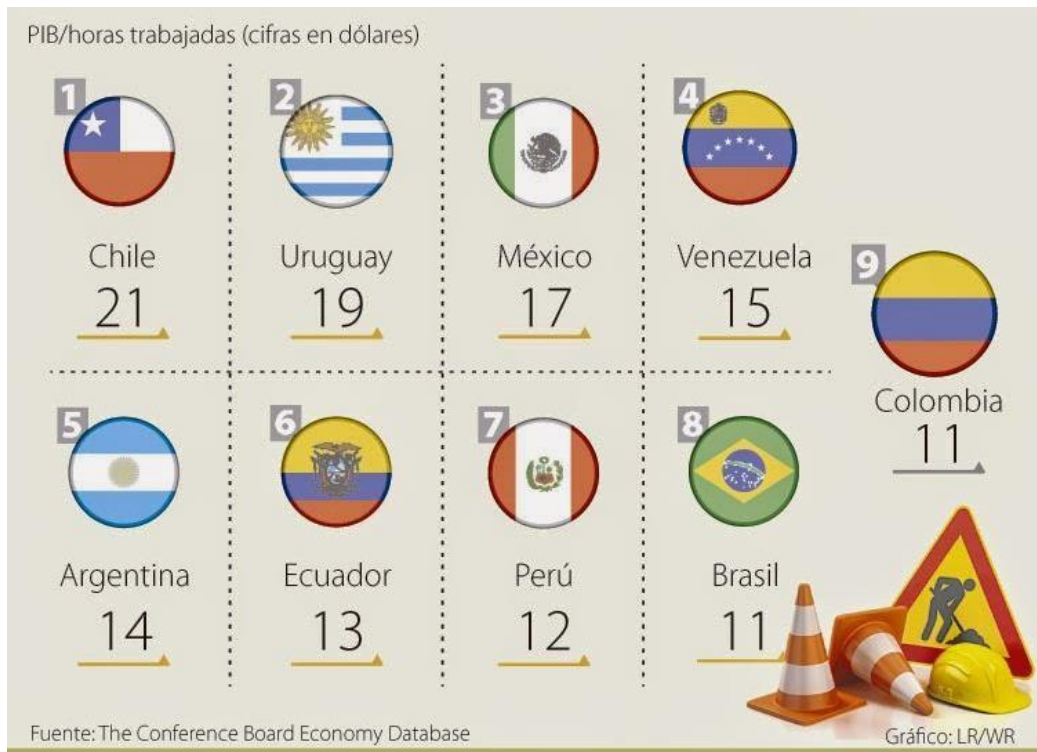 PIB/horas trabajadas (cifras en dólares)
1
Chile
21
2
Uruguay
19
3
México
17
4
Venezuela
15
5
Argentina
14
6
Ecuador
13
7
Perú
12
8
Brasil
11
9
Colombia
11
Fuente: The Conference Board Economy Database
Gráfico: LR/WR